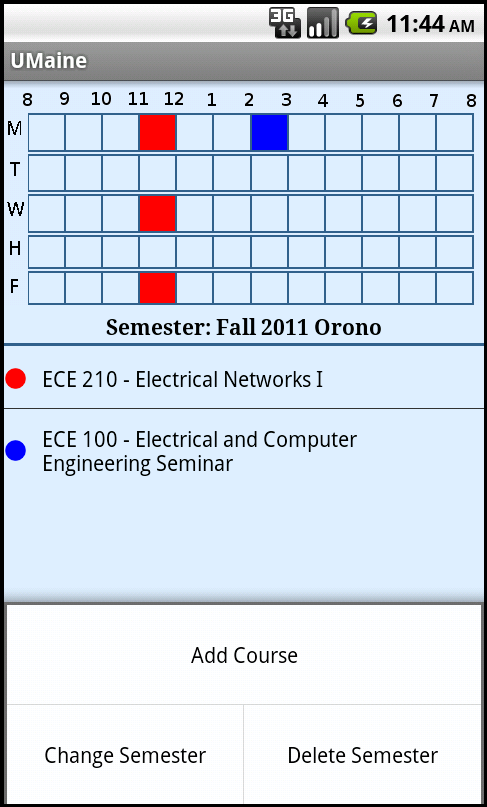 3G 11:44 AM
UMaine
8 9 10 11 12 1 2 3 4 5 6 7 8
M
T
W
H
F
Semester: Fall 2011 Orono
ECE 210 - Electrical Networks I
ECE 100 - Electrical and Computer
Engineering Seminar
Add Course
Change Semester Delete Semester